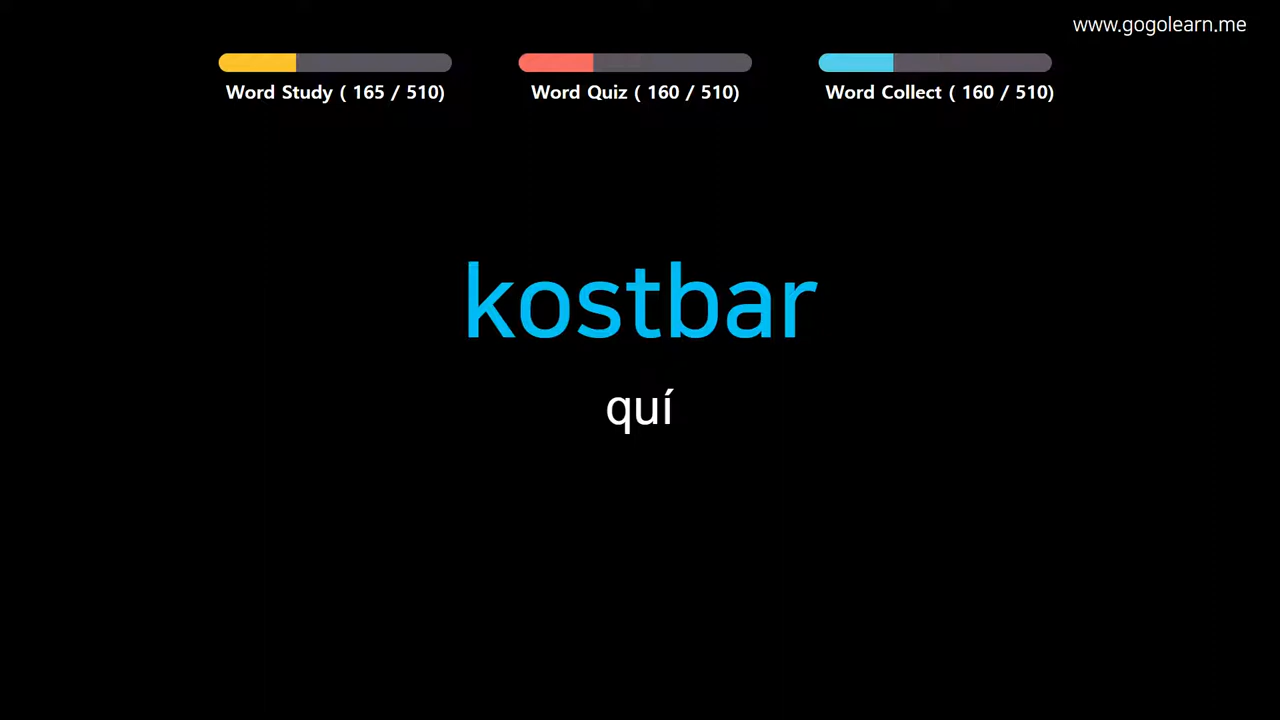 www.gogolearn.me
Word Study ( 165 / 510)
Word Quiz ( 160 / 510)
Word Collect ( 160 / 510)
kostbar
quí